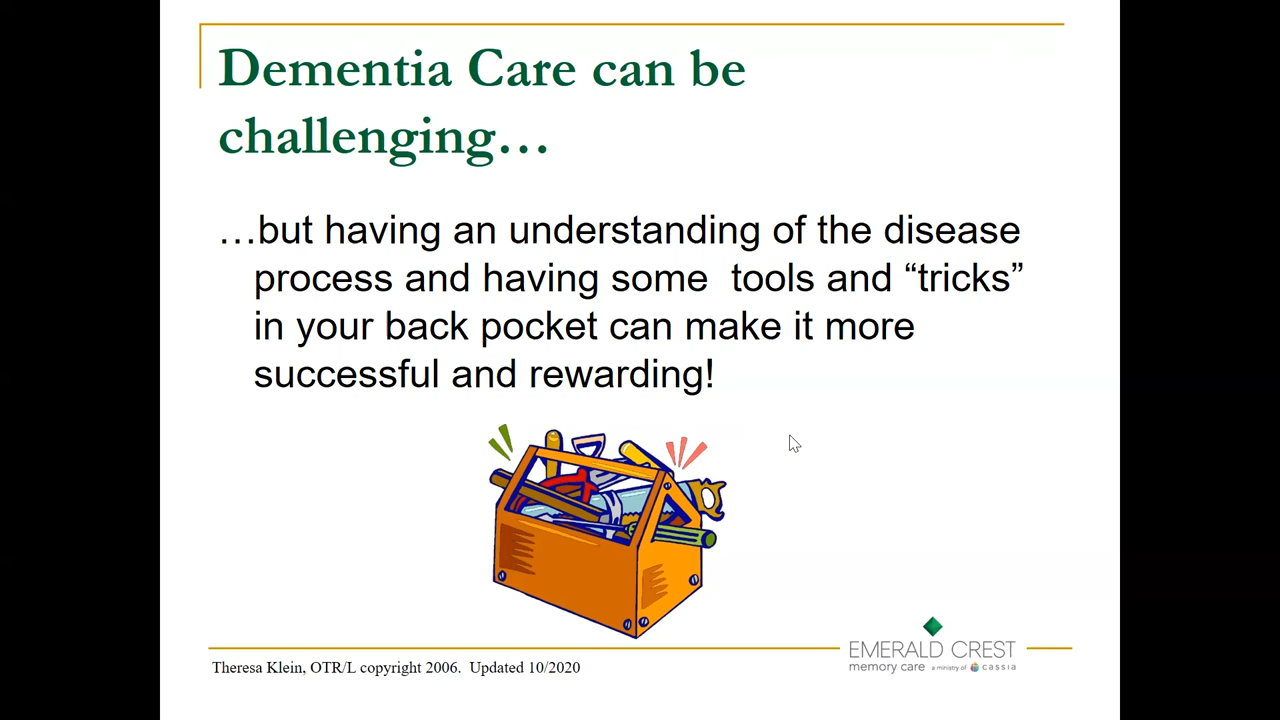 Dementia Care can be
challenging…
…but having an understanding of the disease
process and having some  tools and “tricks”
in your back pocket can make it more
successful and rewarding!
Theresa Klein, OTR/L copyright 2006.  Updated 10/2020
EMERALD CREST
memory care a ministry of cassia